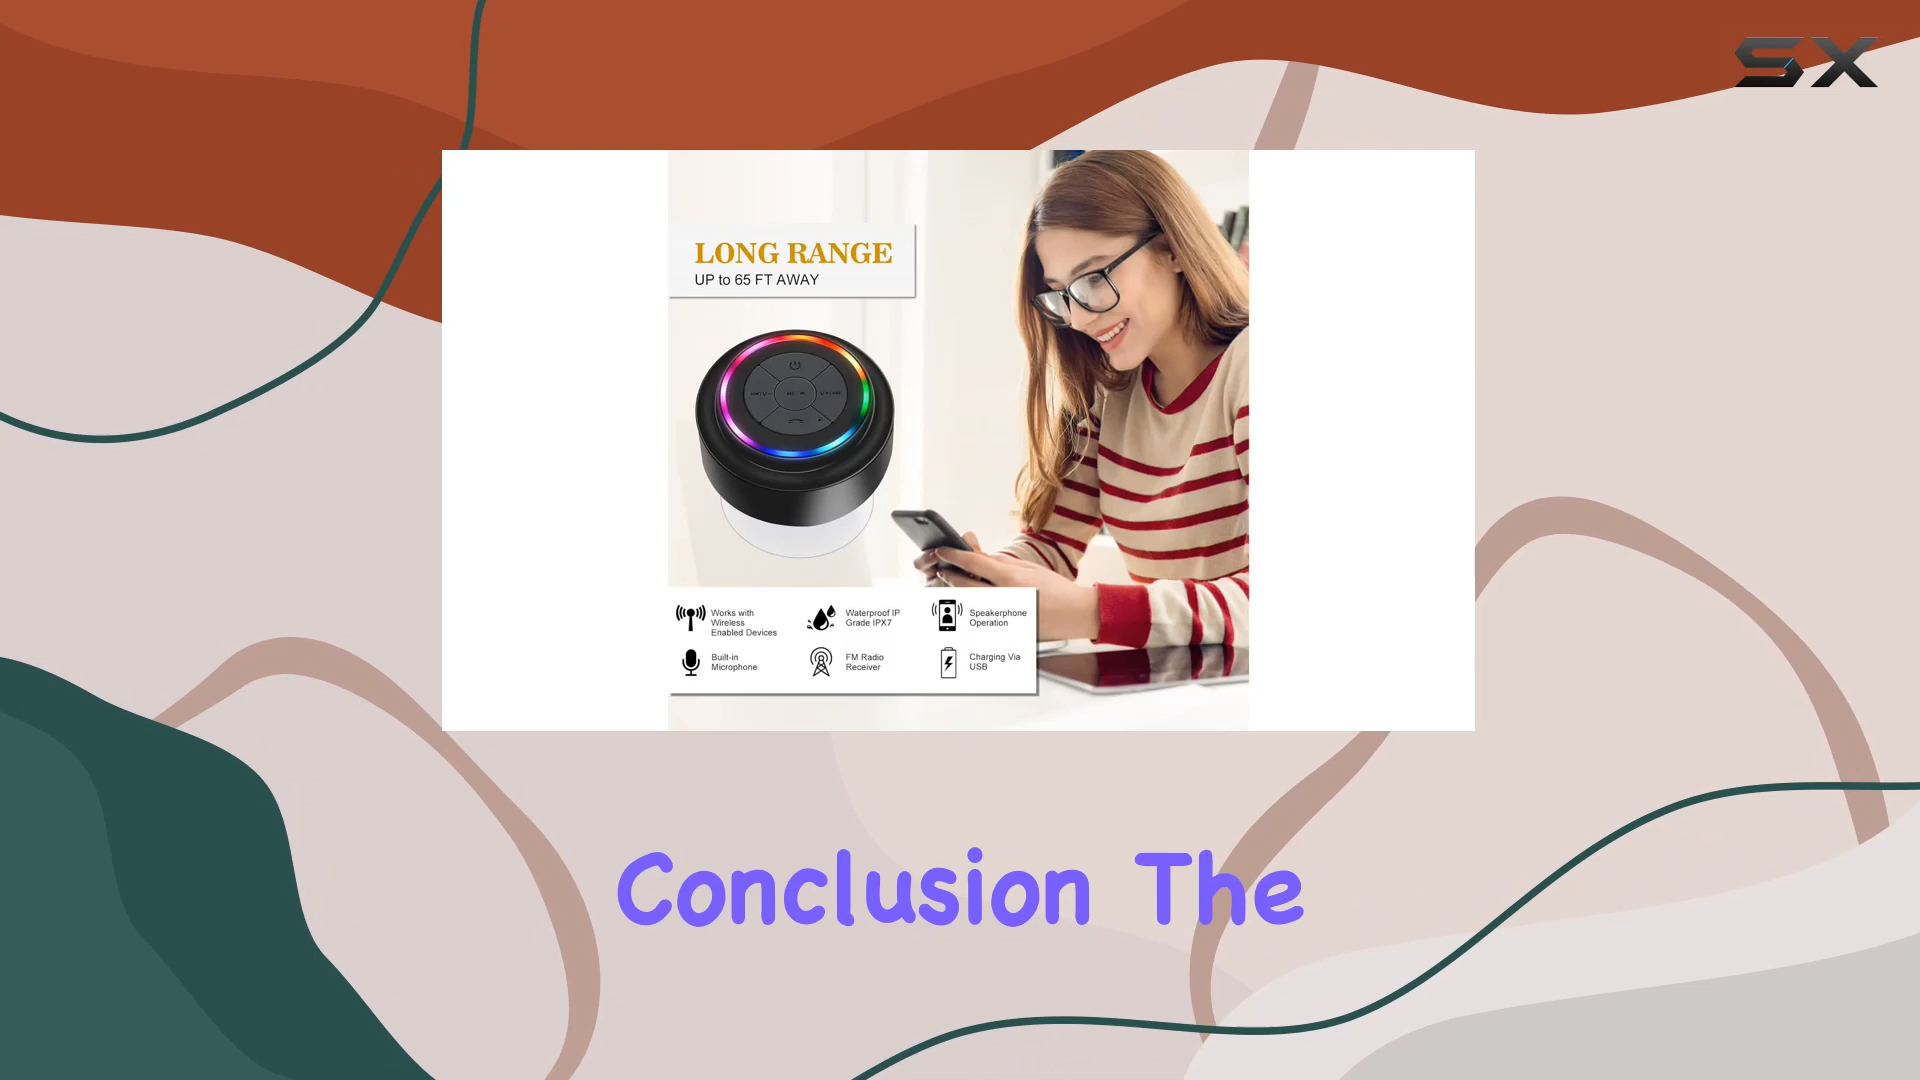 SX
LONG RANGE
UP to 65 FT AWAY
Works with
Wireless
Enabled Devices
Waterproof IP
Grade IPX7
Speakerphone
Operation
Built-in
Microphone
FM Radio
Receiver
Charging Via
USB
Conclusion The